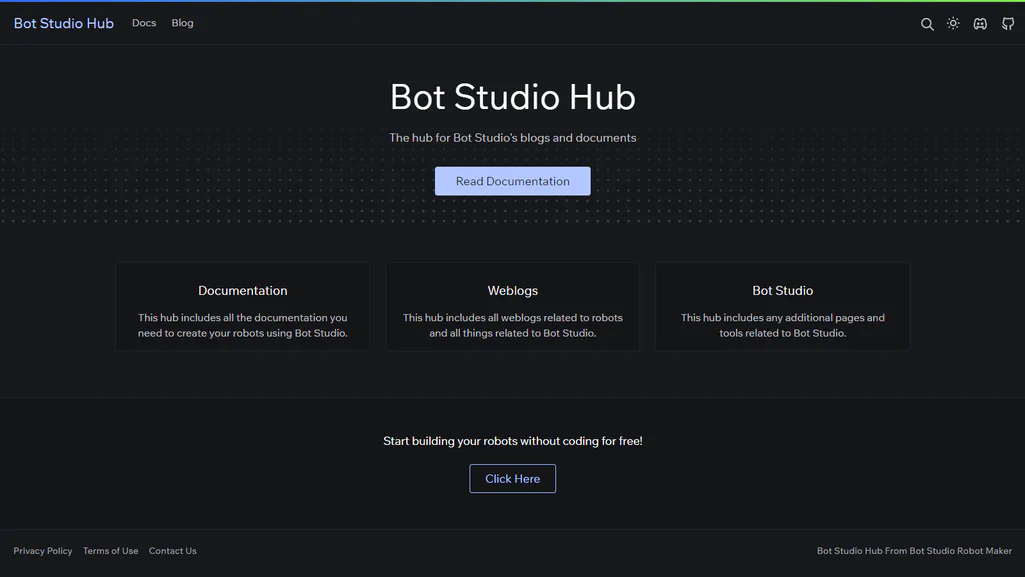 Bot Studio Hub
Docs
Blog
Bot Studio Hub
The hub for Bot Studio's blogs and documents
Read Documentation
Documentation
This hub includes all the documentation you
need to create your robots using Bot Studio.
Weblogs
This hub includes all weblogs related to robots
and all things related to Bot Studio.
Bot Studio
This hub includes any additional pages and
tools related to Bot Studio.
Start building your robots without coding for free!
Click Here
Privacy Policy
Terms of Use
Contact Us
Bot Studio Hub From Bot Studio Robot Maker